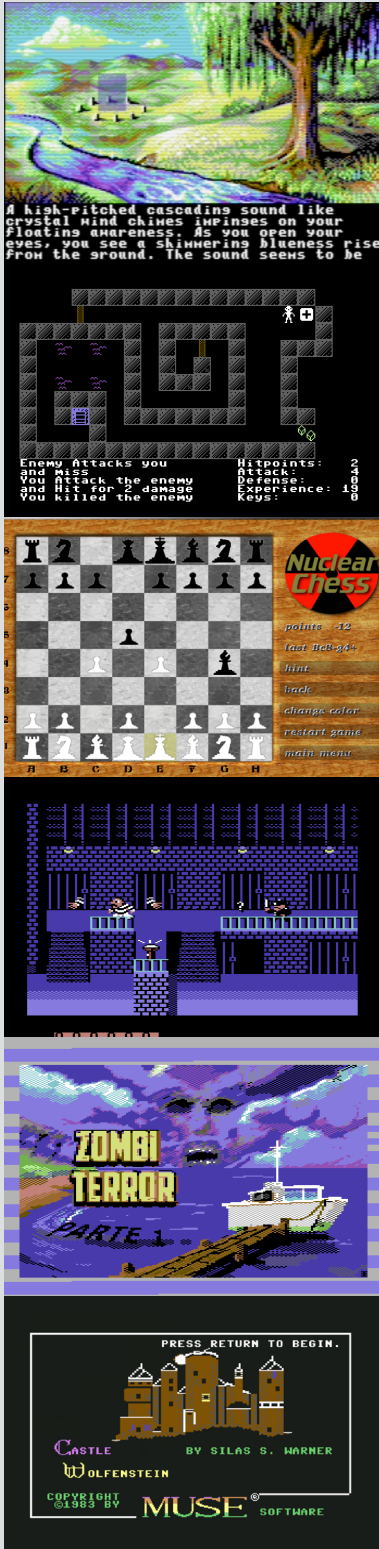 A high-pitched cascading sound like
crystal wind chimes impinges on your
floating awareness. As you open your
eyes, you see a shimmering blueness rise
from the ground. The sound seems to be
Enemy Attacks you
and miss
You Attack the enemy
and Hit for 2 damage
You killed the enemy
Hitpoints: 2
Attack: 4
Defense: 0
Experience: 19
Keys: 0
Nuclear
Chess
points -12
last Bc8-g4+
hint
back
change color
restart game
main menu
8
7
6
5
4
3
2
1
A B C D E F G H
ZOMBI
TERROR
PARTE 1
PRESS RETURN TO BEGIN.
CASTLE
BY SILAS S. WARNER
WOLFENSTEIN
COPYRIGHT
©1983 BY
MUSE©
SOFTWARE